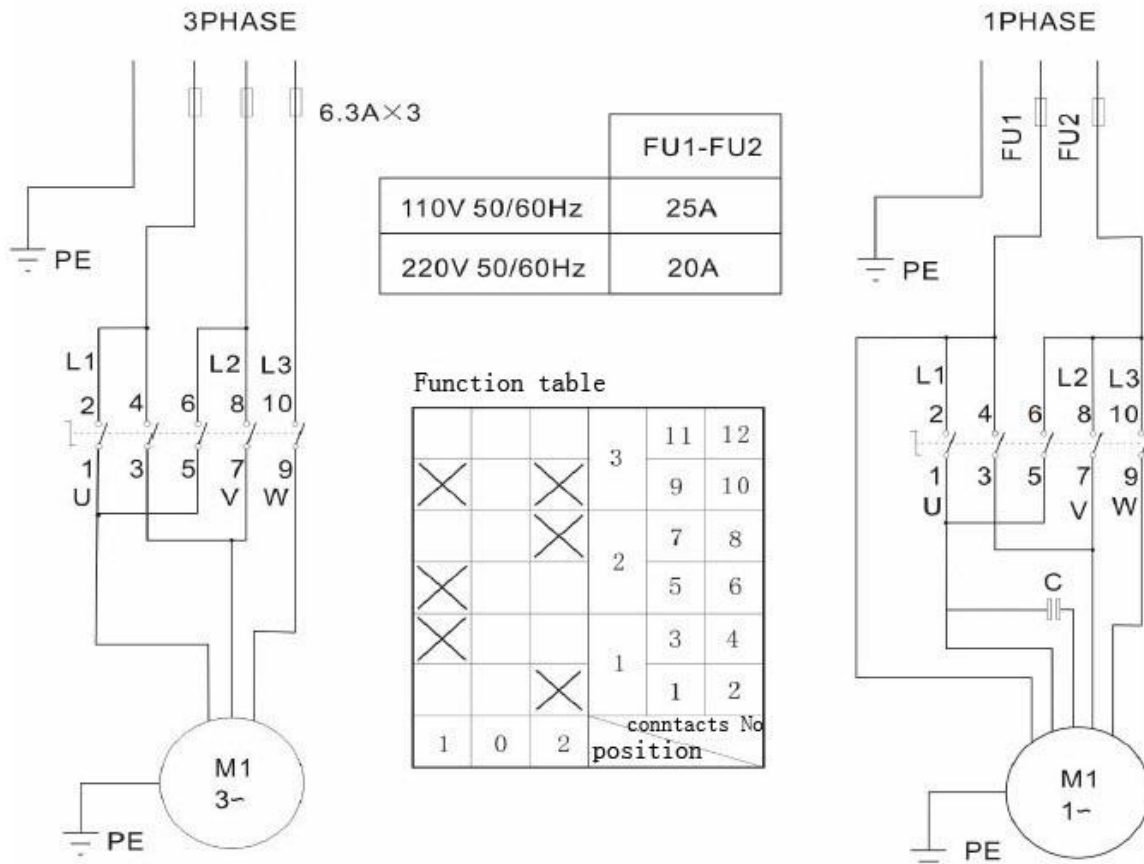 3PHASE
6.3A×3
PE
L1 L2 L3
2 4 6 8 10
1 3 5 7 9
U V W
M1
3~
PE
FU1-FU2
110V 50/60Hz 25A
220V 50/60Hz 20A
Function table
3 11 12
9 10
2 7 8
5 6
1 3 4
1 2
conntacts No
position
1 0 2
1PHASE
FU1 FU2
PE
L1 L2 L3
2 4 6 8 10
1 3 5 7 9
U V W
C
M1
1~
PE